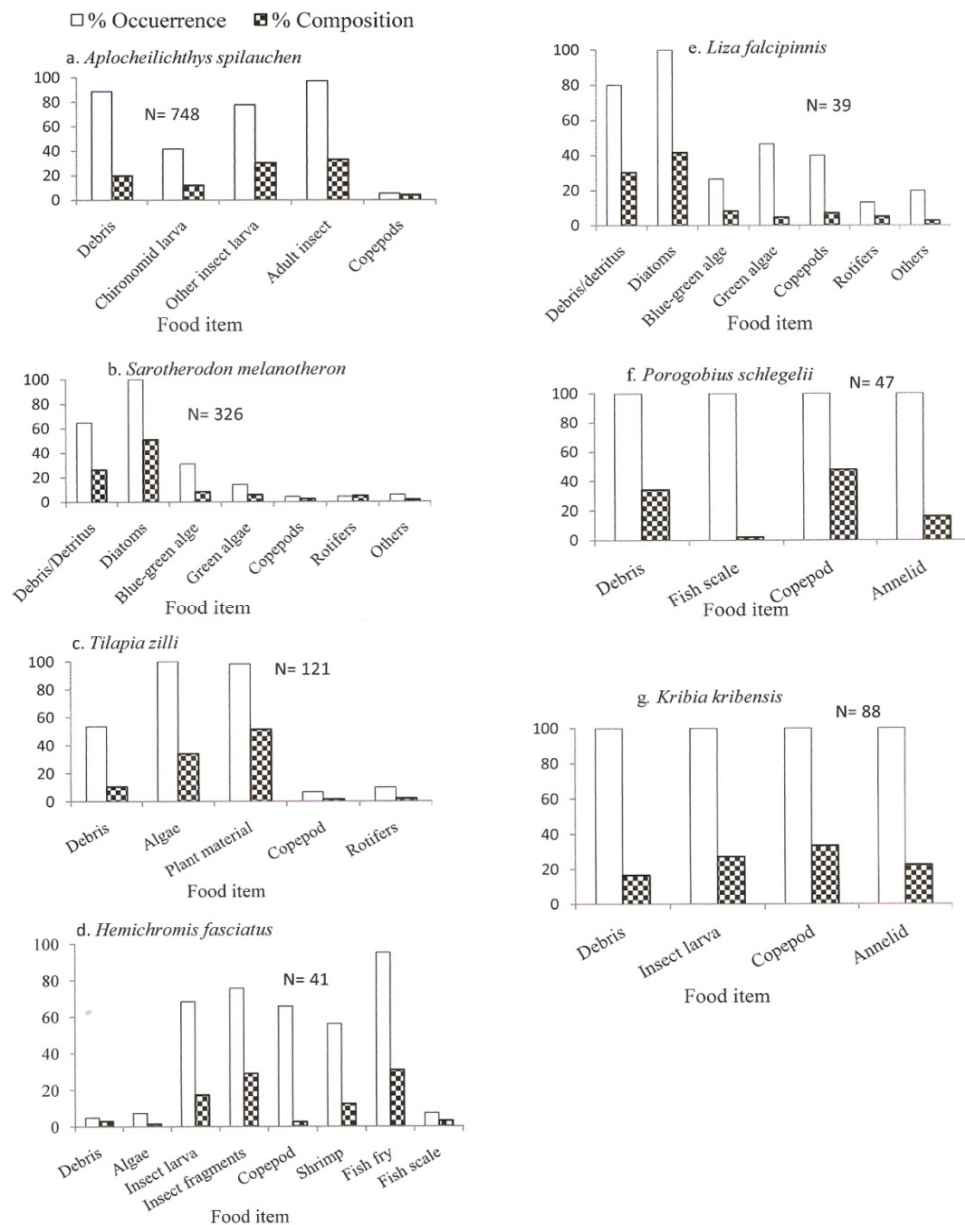 % Occuerrence % Composition
a. Aplocheilichthys spilauchen
100
80
60
40
20
0
N= 748
Debris
Chironomid larva
Other insect larva
Adult insect
Copepods
Food item
b. Sarotherodon melanotheron
100
80
60
40
20
0
N= 326
Debris/Detritus
Diatoms
Blue-green alge
Green algae
Copepods
Rotifers
Others
Food item
c. Tilapia zilli
100
80
60
40
20
0
N= 121
Debris
Algae
Plant material
Copepod
Rotifers
Food item
d. Hemichromis fasciatus
100
80
60
40
20
0
N= 41
Debris
Algae
Insect larva
Insect fragments
Copepod
Shrimp
Fish fry
Fish scale
Food item
e. Liza falcipinnis
100
80
60
40
20
0
N= 39
Debris/detritus
Diatoms
Blue-green alge
Green algae
Copepods
Rotifers
Others
Food item
f. Porogobius schlegelii
N= 47
100
80
60
40
20
0
Debris
Fish scale
Copepod
Annelid
Food item
g. Kribia kribensis
N= 88
100
80
60
40
20
0
Debris
Insect larva
Copepod
Annelid
Food item